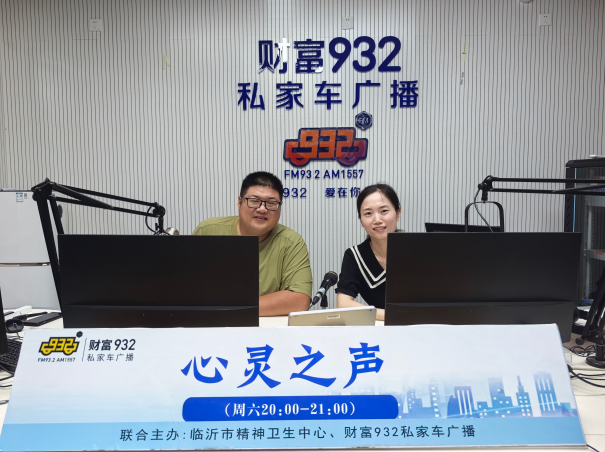 财富932
私家车广播
932
FM93.2 AM1557
932 爱在你
932
FM93.2 AM1557
财富932
私家车广播
心灵之声
(周六20:00-21:00)
联合主办:临沂市精神卫生中心、财富932私家车广播